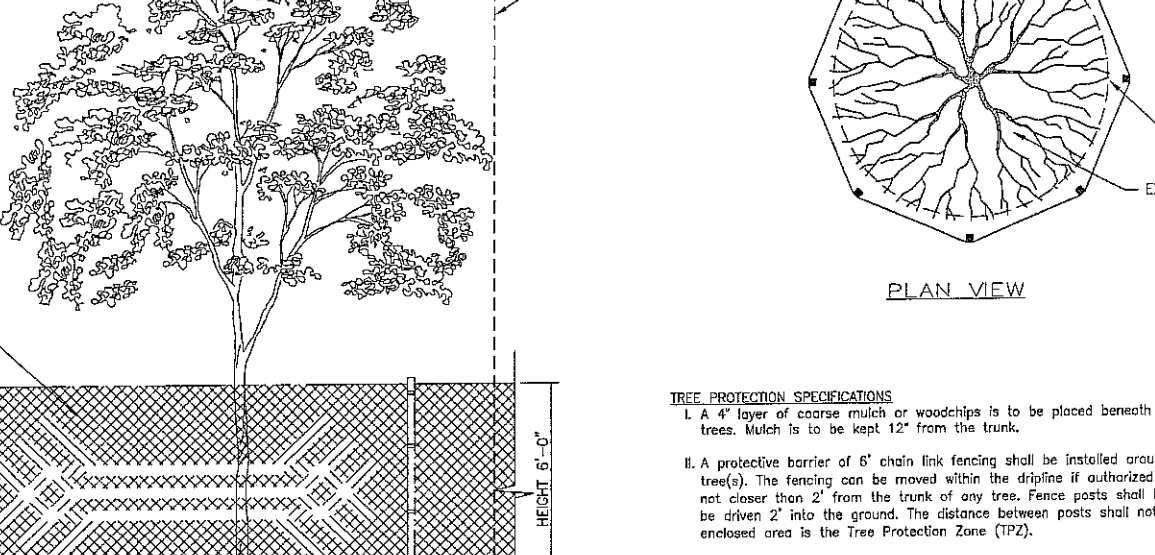 PLAN VIEW
HEIGHT 6'-0"
TREE PROTECTION SPECIFICATIONS
I. A 4" layer of coarse mulch or woodchips is to be placed beneath
trees. Mulch is to be kept 12" from the trunk.
II. A protective barrier of 6' chain link fencing shall be installed arou
tree(s). The fencing can be moved within the dripline if authorized
not closer than 2' from the trunk of any tree. Fence posts shall
be driven 2' into the ground. The distance between posts shall not
enclosed area is the Tree Protection Zone (TPZ).